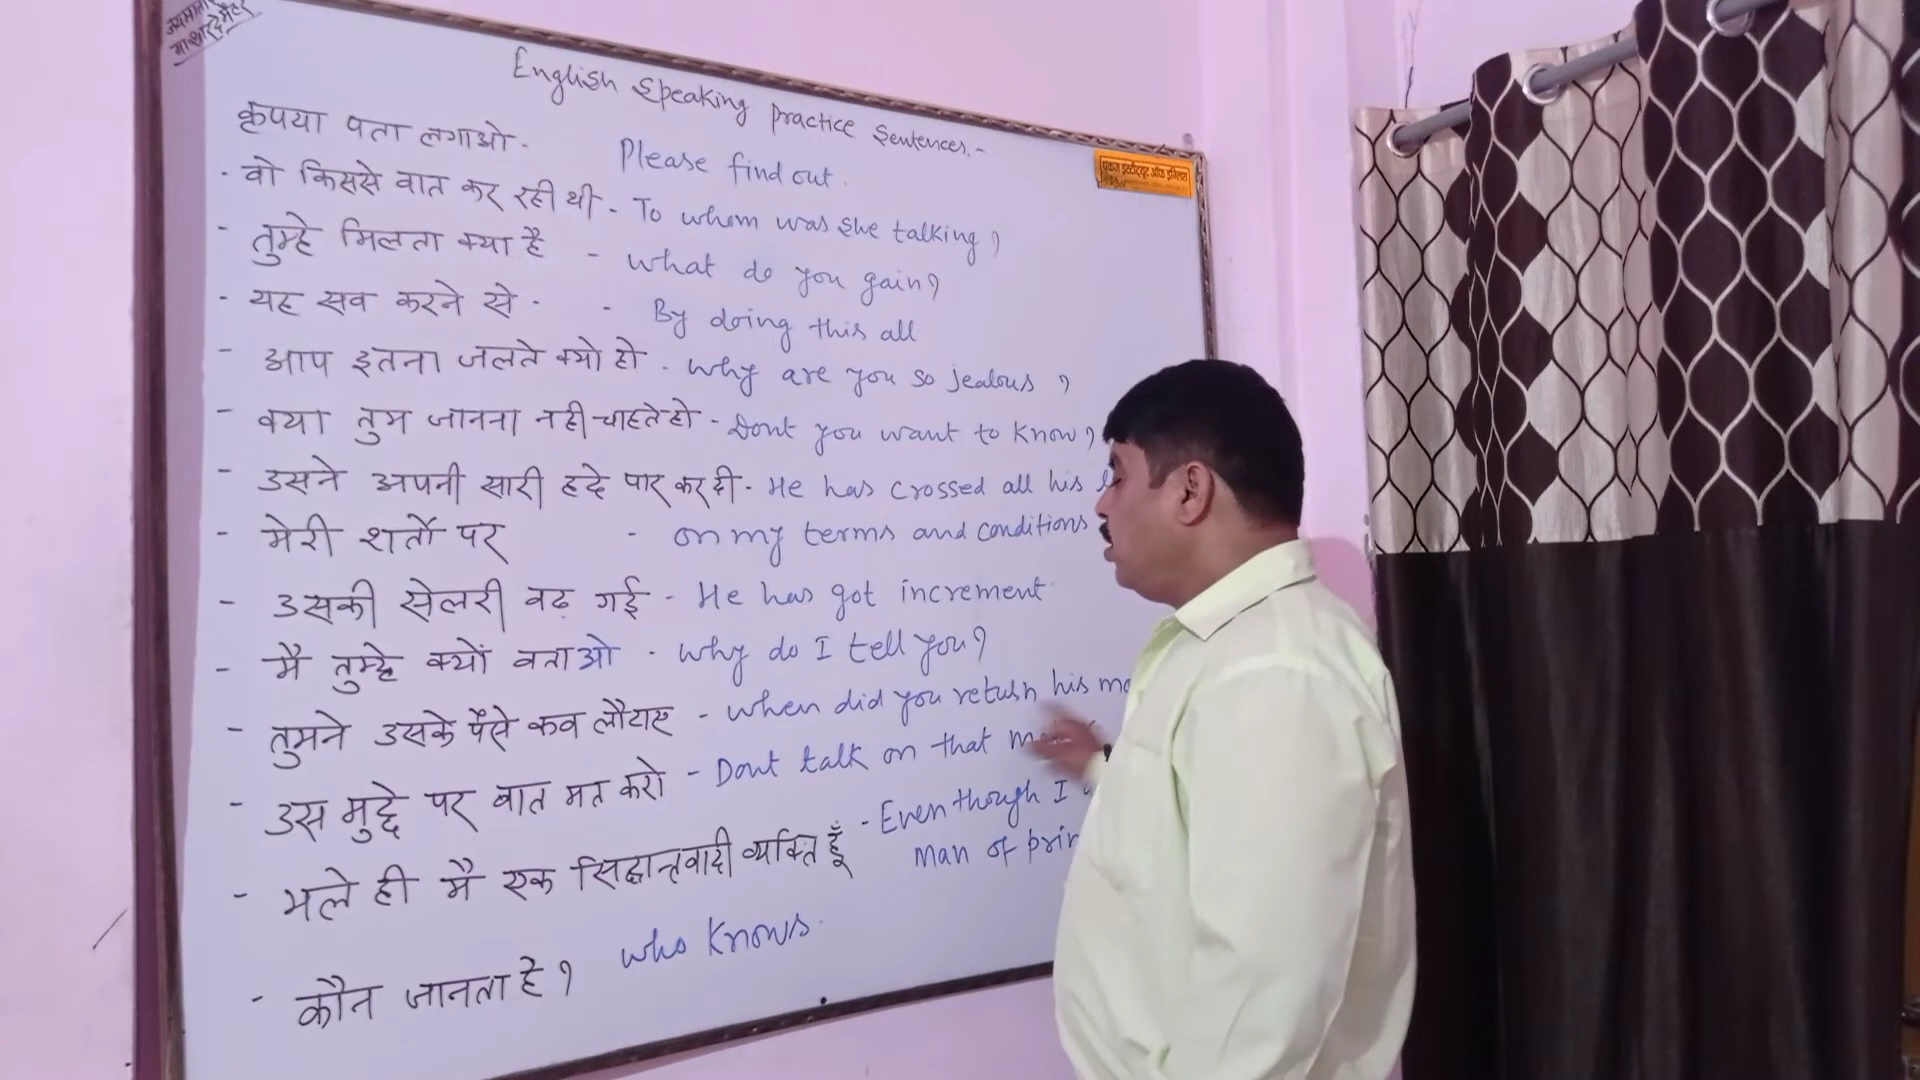 English Speaking Practice Sentences.-
कृपया पता लगाओ - Please find out.
- वो किससे बात कर रही थी - To whom was she talking?
- तुम्हे मिलता क्या है - What do you gain?
- यह सब करने से - - By doing this all
- आप इतना जलते क्यो हो - Why are you so jealous ?
- क्या तुम जानना नही चाहते हो - Dont you want to know?
- उसने अपनी सारी हदे पार कर दी - He has crossed all his
- मेरी शर्तो पर - on my terms and conditions
- उसकी सेलरी बढ़ गई - He has got increment
- मै तुम्हे क्यों बताओ - Why do I tell you?
- तुमने उसके पैसे कब लौटाए - When did you return his
- उस मुद्दे पर बात मत करो - Dont talk on that
- भले ही मै एक सिद्धान्तवादी व्यक्ति हूँ - Even though I
man of
- कौन जानता है? who knows.